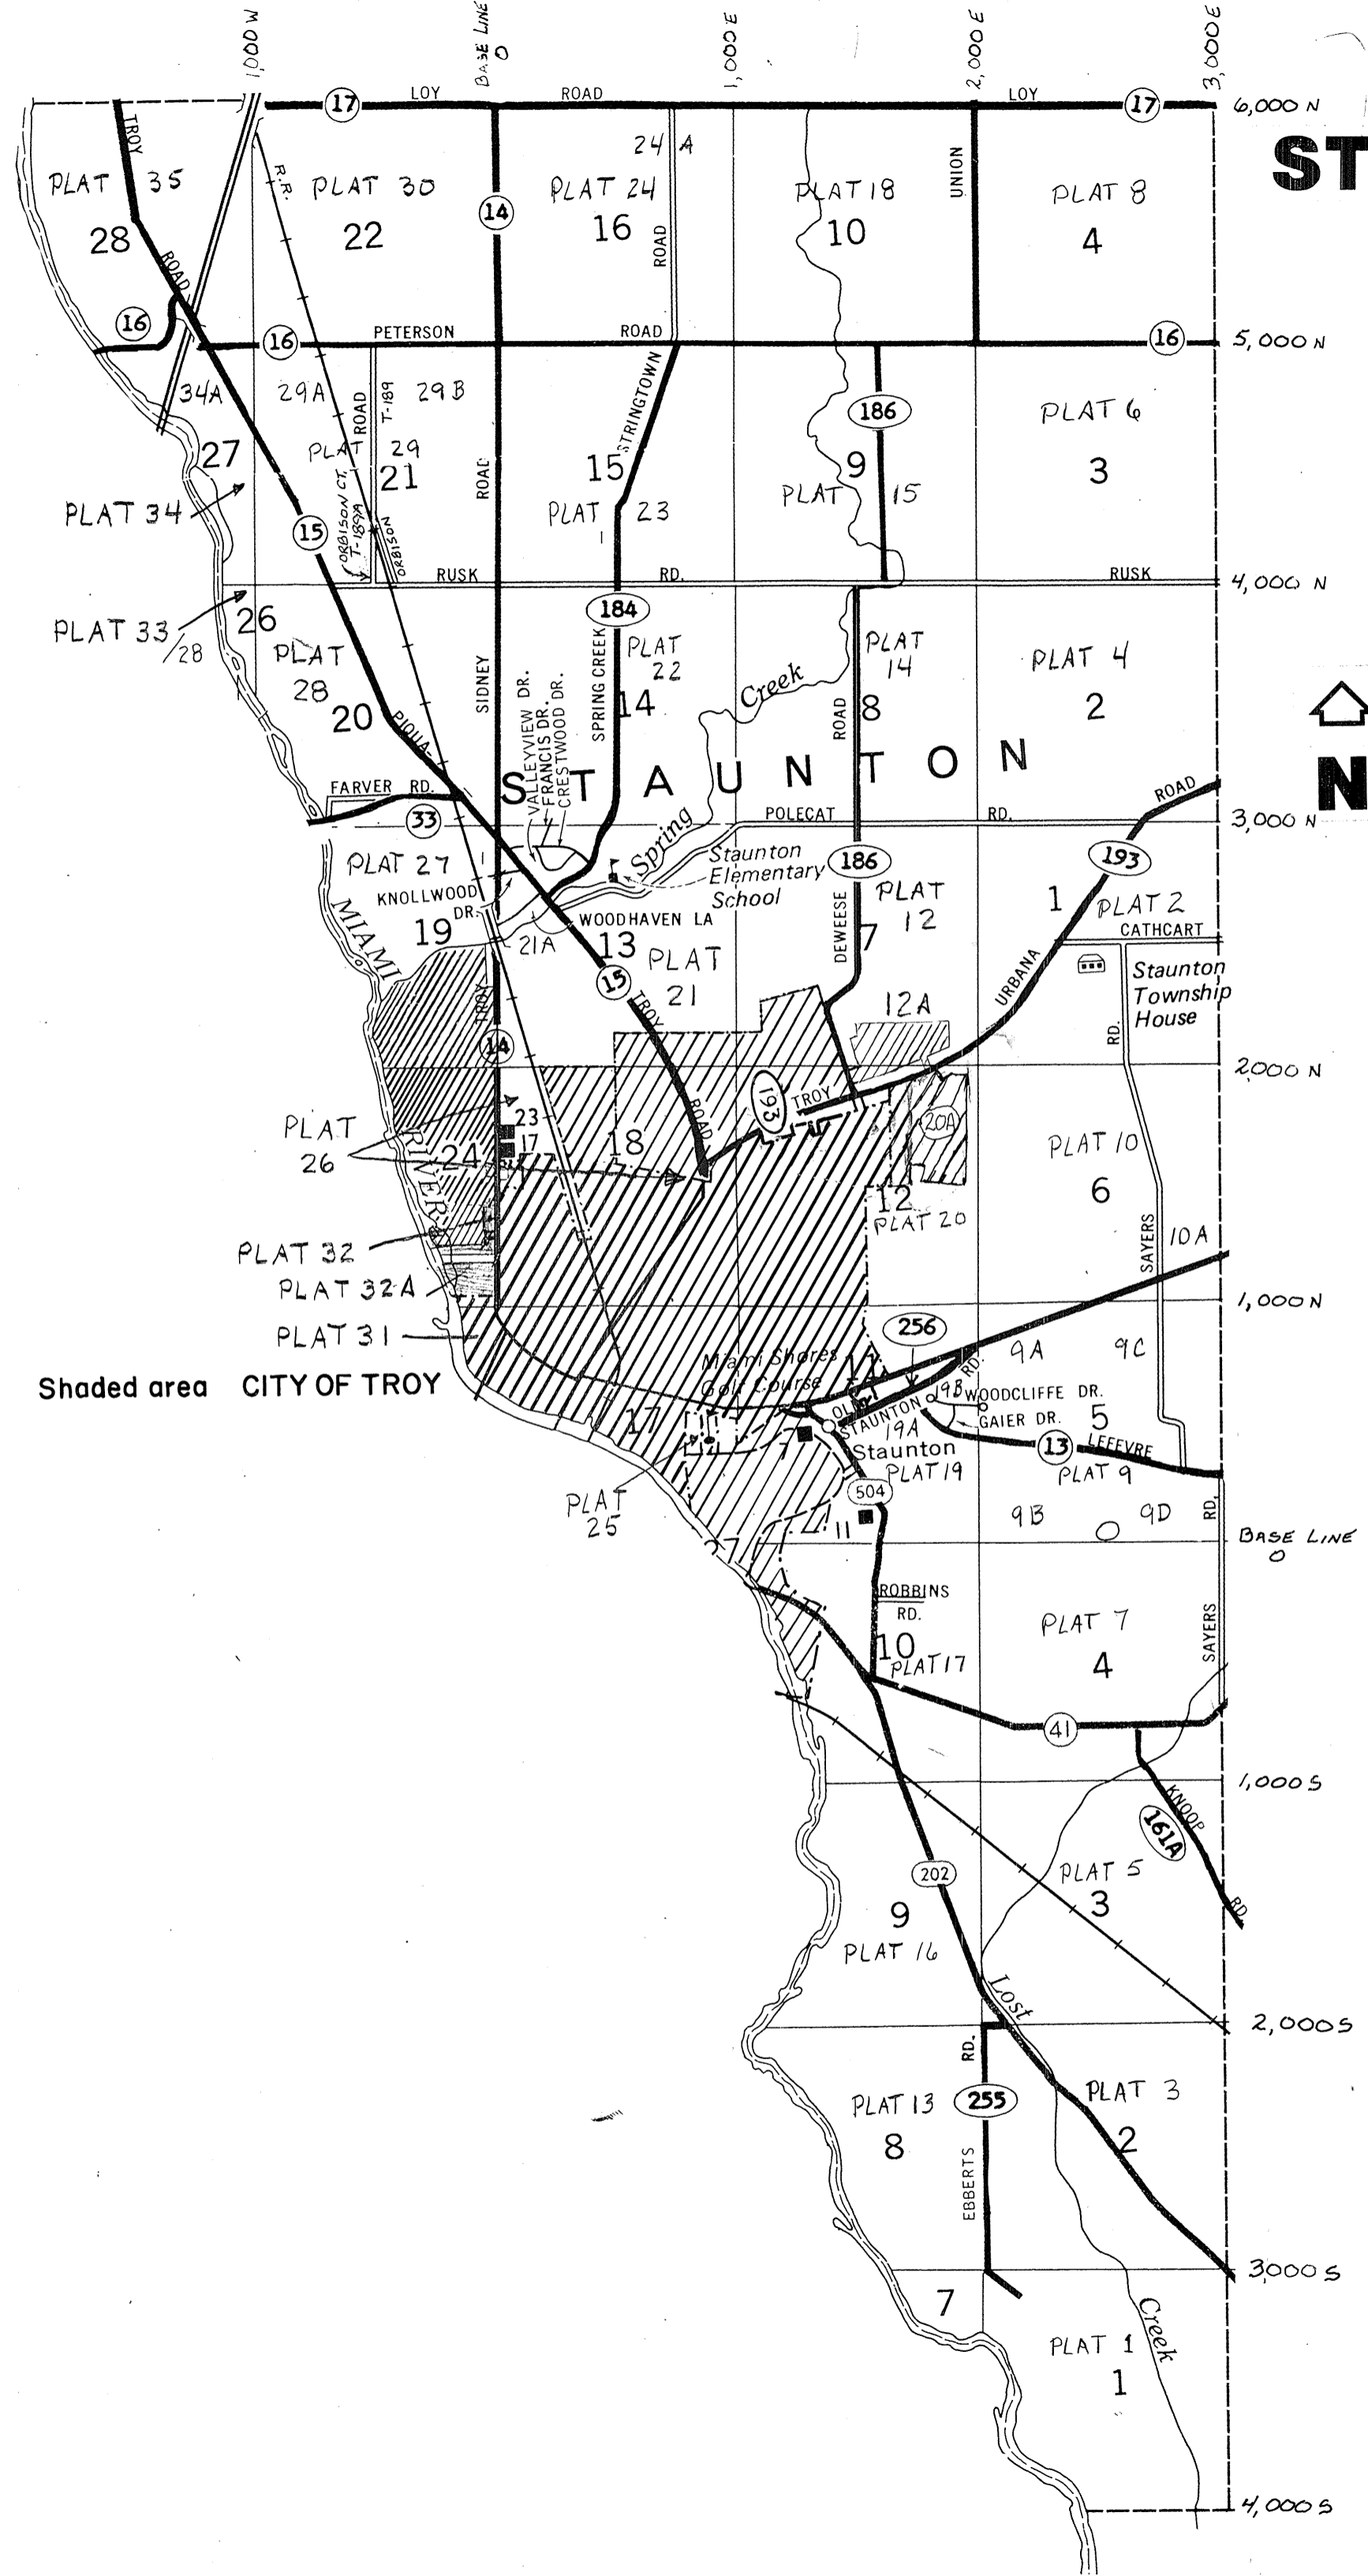 1,000 W
BASE LINE
0
1,000 E
2,000 E
3,000 E
17
LOY
ROAD
LOY
17
6,000 N
ST
TROY
R.R.
24 A
UNION
PLAT 35
PLAT 30
PLAT 24
PLAT 18
PLAT 8
28
22
14
16
ROAD
10
4
ROAD
16
16
PETERSON
ROAD
16
5,000 N
34A
29A
ROAD
T-189
29B
STRINGTOWN
186
PLAT 6
27
PLAT 29
21
ROAD
15
9
3
PLAT 34
15
ORBISON CT.
T-189A
ORBISON
PLAT 23
PLAT 15
RUSK
RD.
RUSK
4,000 N
PLAT 33
/28
26
184
PLAT
28
SIDNEY
SPRING CREEK
PLAT
22
Creek
PLAT
14
PLAT 4
20
14
ROAD
8
2
PIQUA-
VALLEYVIEW DR.
FRANCIS DR.
CRESTWOOD DR.
STAUNTON
N
FARVER RD.
33
Spring
POLECAT
RD.
ROAD
3,000 N
PLAT 27
Staunton
Elementary
School
186
193
KNOLLWOOD
DR.
WOODHAVEN LA
DEWEESE
PLAT
12
1
PLAT 2
MIAMI
19
21A
13
PLAT
21
7
CATHCART
URBANA
Staunton
Township
House
15
TROY
12A
RD.
TROY
14
2,000 N
193
TROY
ROAD
20A
PLAT
26
23
17
24
18
RIVER
12
PLAT 20
PLAT 10
6
SAYERS
10A
PLAT 32
PLAT 32A
1,000 N
PLAT 31
256
Miami Shores
Golf Course
11
9A
9C
RD.
Shaded area CITY OF TROY
OLD
STAUNTON
19B
WOODCLIFFE DR.
GAIER DR.
5
17
19A
Staunton
13
LEFEVRE
PLAT 19
PLAT 9
PLAT
25
504
9B
9D
RD.
11
BASE LINE
0
ROBBINS
RD.
PLAT 7
SAYERS
10
PLAT 17
4
41
1,000 S
KNOOP
161A
202
PLAT 5
3
RD.
9
PLAT 16
Lost
2,000 S
RD.
PLAT 13
255
PLAT 3
8
2
EBBERTS
3,000 S
7
Creek
PLAT 1
1
4,000 S